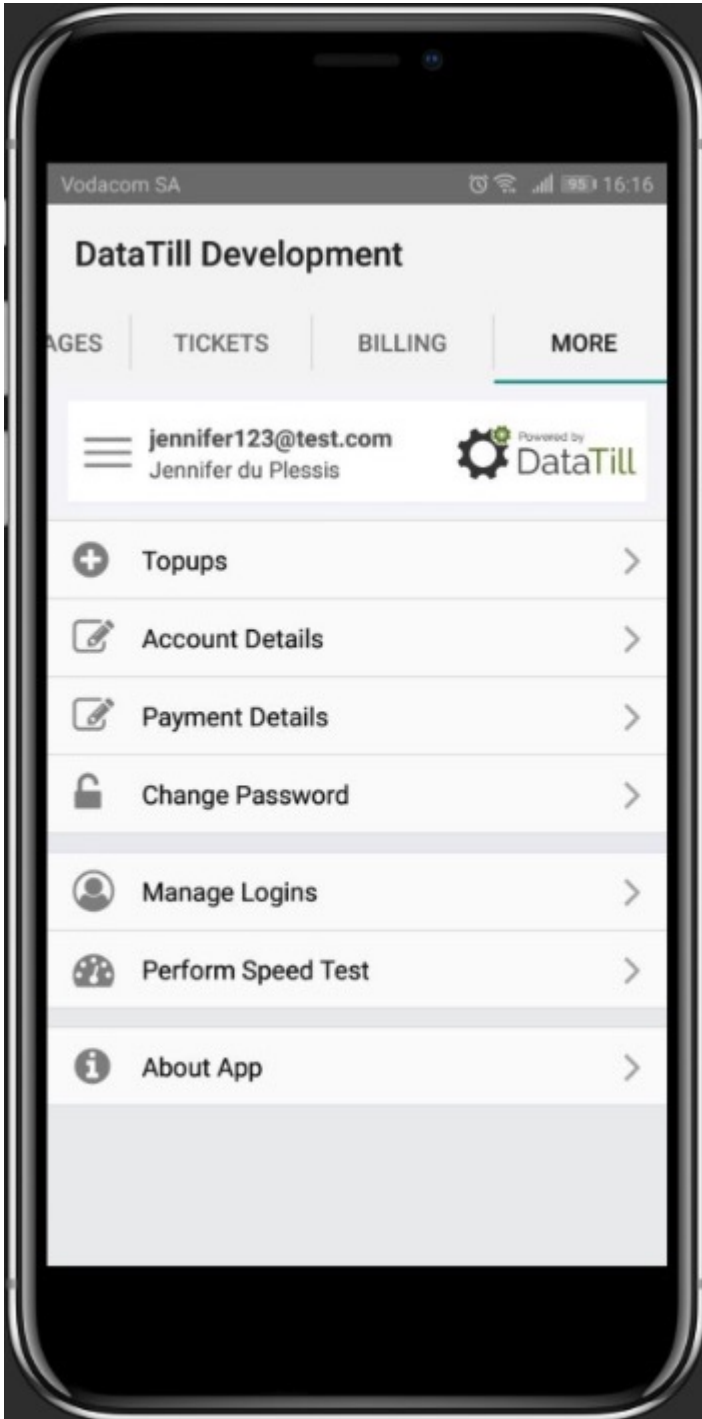 Vodacom SA 95 16:16
DataTill Development
AGES TICKETS BILLING MORE
jennifer123@test.com
Jennifer du Plessis
Powered by
DataTill
Topups
Account Details
Payment Details
Change Password
Manage Logins
Perform Speed Test
About App